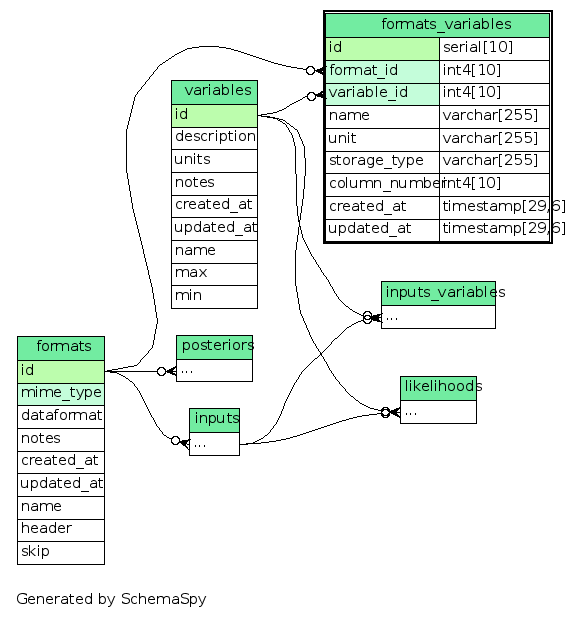 formats_variables
id serial[10]
format_id int4[10]
variable_id int4[10]
name varchar[255]
unit varchar[255]
storage_type varchar[255]
column_number int4[10]
created_at timestamp[29,6]
updated_at timestamp[29,6]
variables
id
description
units
notes
created_at
updated_at
name
max
min
inputs_variables
...
formats
id
mime_type
dataformat
notes
created_at
updated_at
name
header
skip
posteriors
...
likelihoods
...
inputs
...
Generated by SchemaSpy